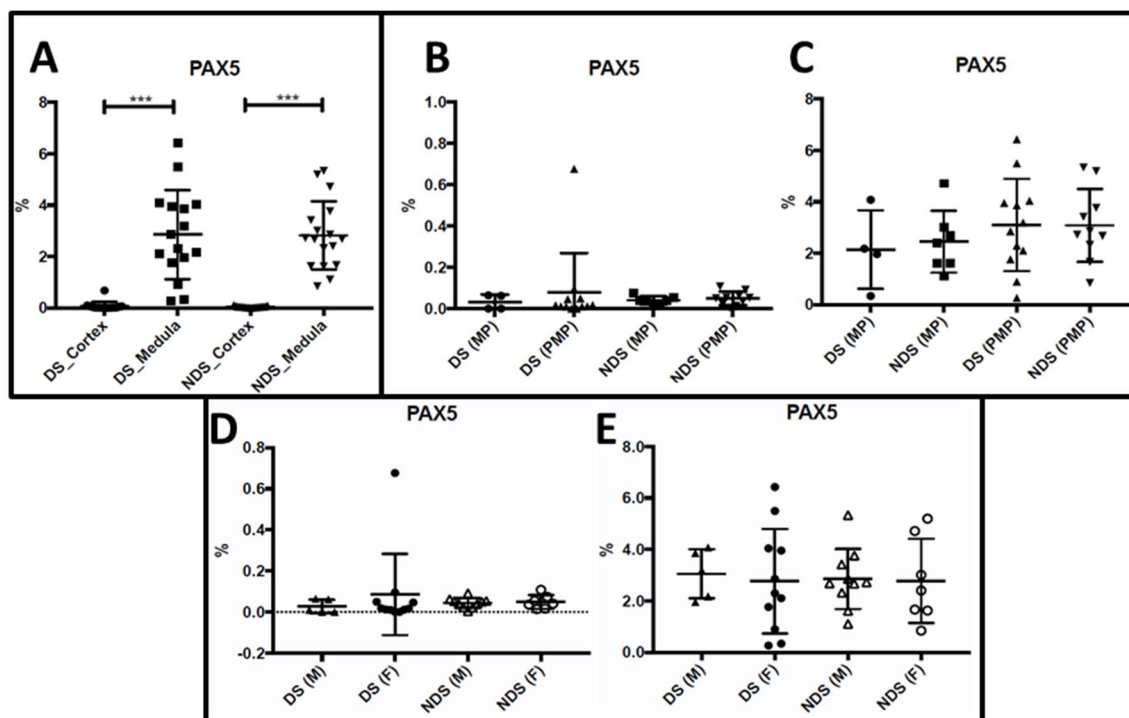 A
PAX5
***
***
8
6
4
2
0
%
DS_Cortex
DS_Medula
NDS_Cortex
NDS_Medula
B
PAX5
1.0
0.8
0.6
0.4
0.2
0.0
%
DS (MP)
DS (PMP)
NDS (MP)
NDS (PMP)
C
PAX5
8
6
4
2
0
%
DS (MP)
NDS (MP)
DS (PMP)
NDS (PMP)
D
PAX5
0.8
0.6
0.4
0.2
0.0
-0.2
%
DS (M)
DS (F)
NDS (M)
NDS (F)
E
PAX5
8.0
6.0
4.0
2.0
0.0
%
DS (M)
DS (F)
NDS (M)
NDS (F)